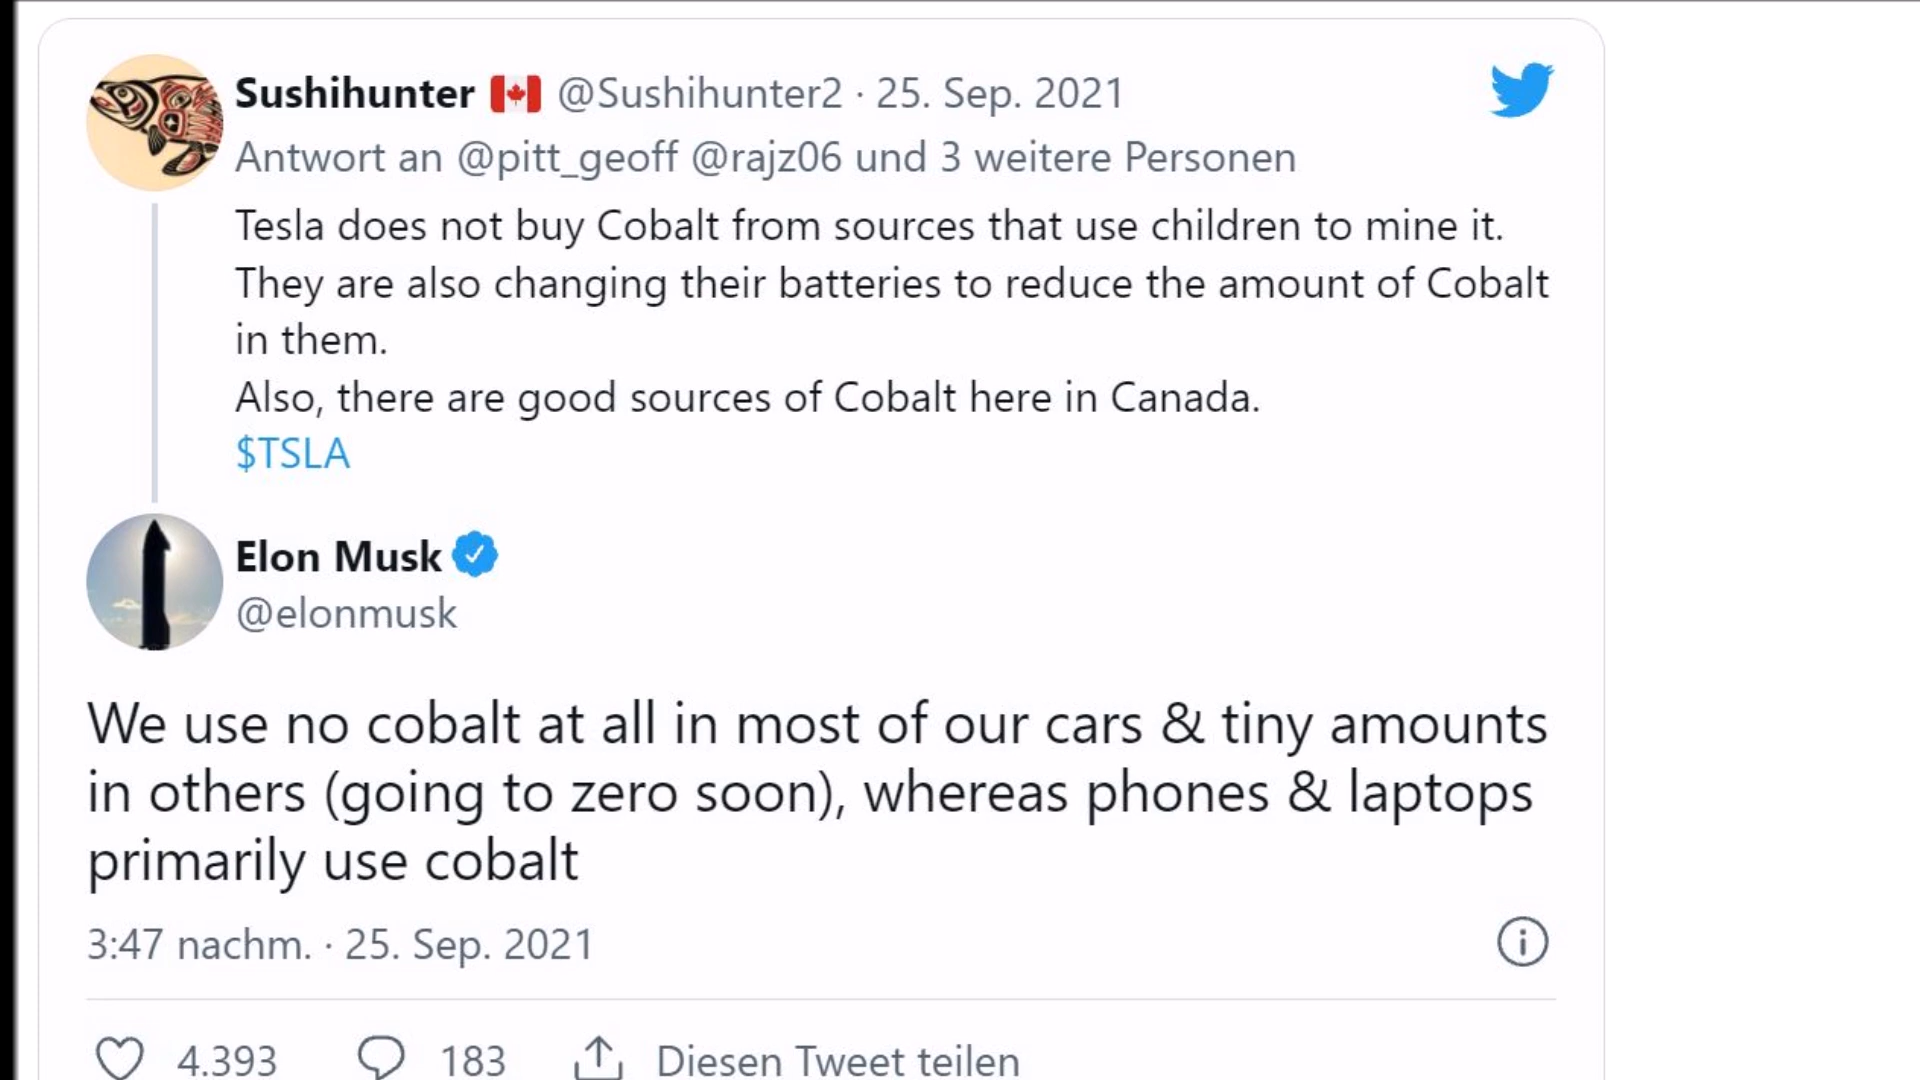 Sushihunter 🇨🇦 @Sushihunter2 · 25. Sep. 2021
Antwort an @pitt_geoff @rajz06 und 3 weitere Personen
Tesla does not buy Cobalt from sources that use children to mine it.
They are also changing their batteries to reduce the amount of Cobalt
in them.
Also, there are good sources of Cobalt here in Canada.
$TSLA
Elon Musk
@elonmusk
We use no cobalt at all in most of our cars & tiny amounts
in others (going to zero soon), whereas phones & laptops
primarily use cobalt
3:47 nachm. · 25. Sep. 2021
4.393 183 Diesen Tweet teilen